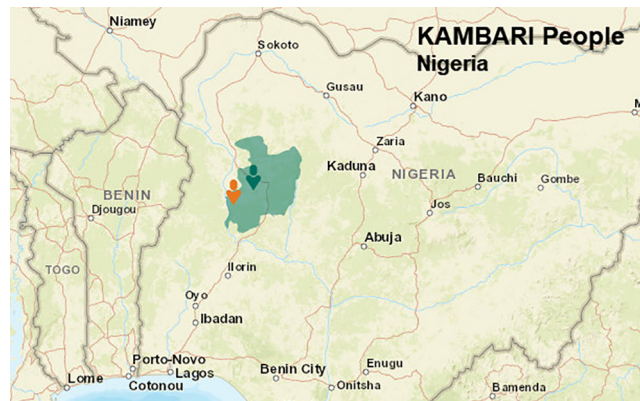 Niamey
KAMBARI People
Nigeria
Sokoto
Gusau
Kano
M
Zaria
Kaduna
NIGERIA
Bauchi
Gombe
BENIN
Djougou
Jos
Abuja
TOGO
Ilorin
Oyo
Ibadan
Porto-Novo
Lagos
Cotonou
Lome
Benin City
Enugu
Onitsha
Bamenda